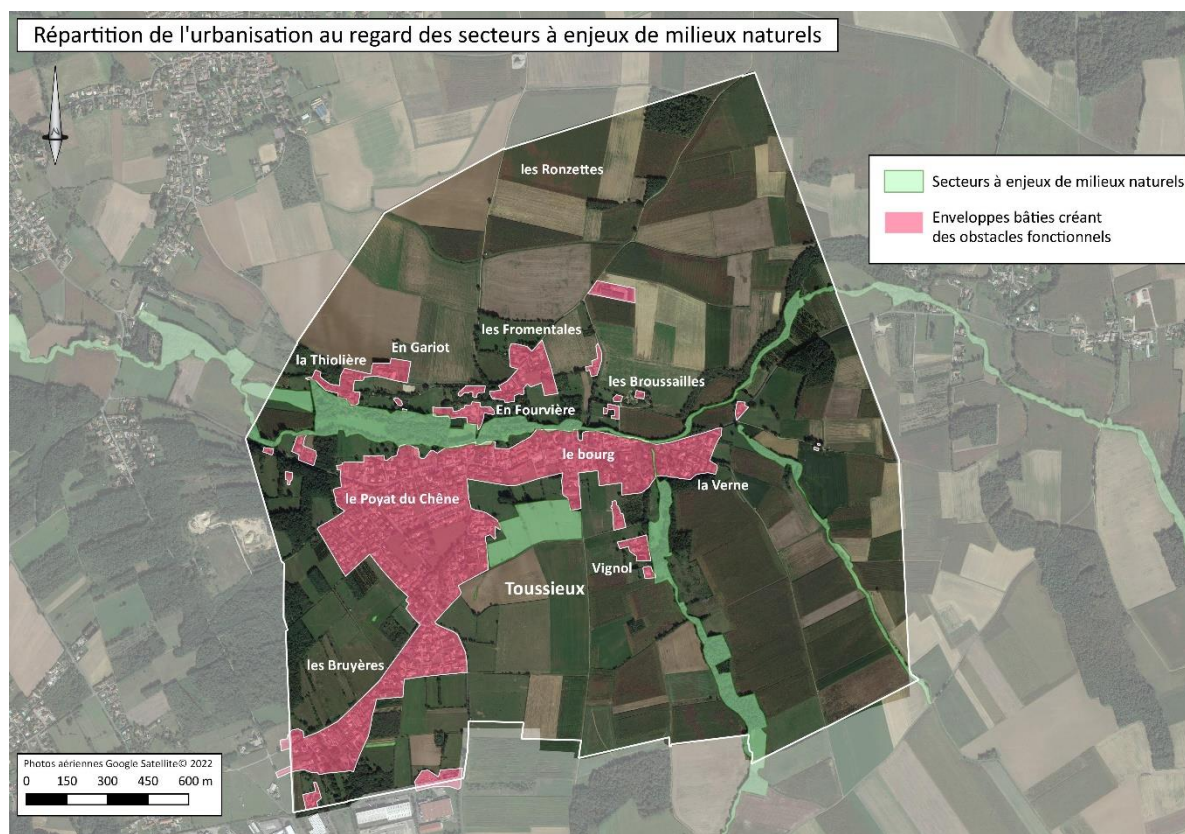 Répartition de l'urbanisation au regard des secteurs à enjeux de milieux naturels
N
les Ronzettes
Secteurs à enjeux de milieux naturels
Enveloppes bâties créant
des obstacles fonctionnels
les Fromentales
En Gariot
la Thiolière
les Broussailles
En Fourvière
le bourg
la Verne
le Poyat du Chêne
Vignol
Toussieux
les Bruyères
Photos aériennes Google Satellite© 2022
0 150 300 450 600 m